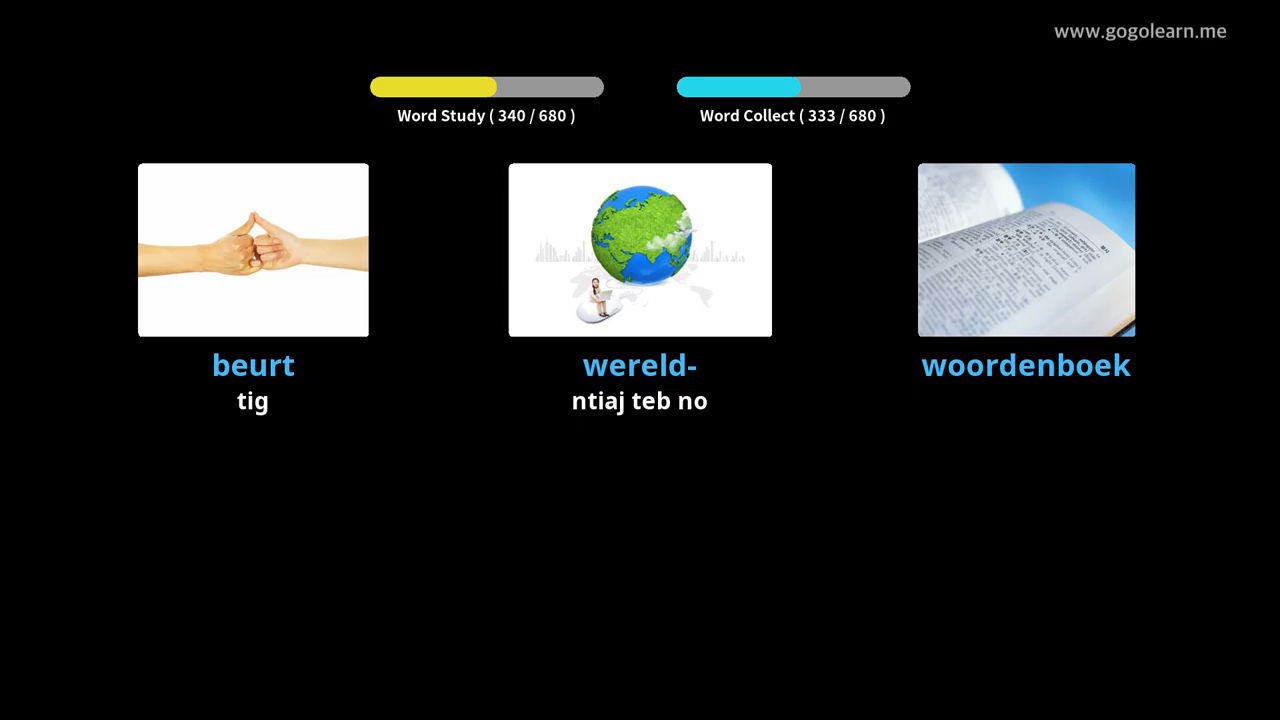 www.gogolearn.me
Word Study ( 340 / 680 )
Word Collect ( 333 / 680 )
beurt
tig
wereld-
ntiaj teb no
woordenboek